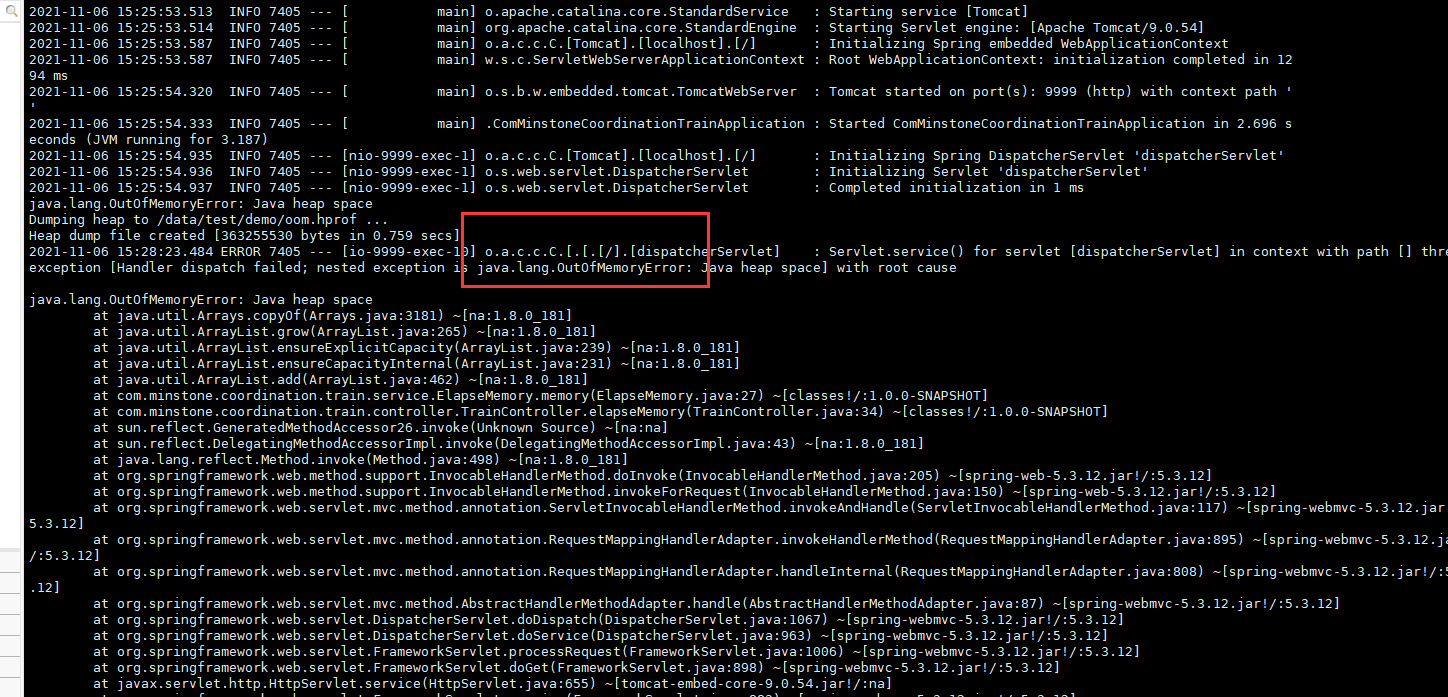 2021-11-06 15:25:53.513  INFO 7405 --- [           main] o.apache.catalina.core.StandardService   : Starting service [Tomcat]
2021-11-06 15:25:53.514  INFO 7405 --- [           main] org.apache.catalina.core.StandardEngine  : Starting Servlet engine: [Apache Tomcat/9.0.54]
2021-11-06 15:25:53.587  INFO 7405 --- [           main] o.a.c.c.C.[Tomcat].[localhost].[/]       : Initializing Spring embedded WebApplicationContext
2021-11-06 15:25:53.587  INFO 7405 --- [           main] w.s.c.ServletWebServerApplicationContext : Root WebApplicationContext: initialization completed in 12
94 ms
2021-11-06 15:25:54.320  INFO 7405 --- [           main] o.s.b.w.embedded.tomcat.TomcatWebServer  : Tomcat started on port(s): 9999 (http) with context path '
'
2021-11-06 15:25:54.333  INFO 7405 --- [           main] .ComMinstoneCoordinationTrainApplication : Started ComMinstoneCoordinationTrainApplication in 2.696 s
econds (JVM running for 3.187)
2021-11-06 15:25:54.935  INFO 7405 --- [nio-9999-exec-1] o.a.c.c.C.[Tomcat].[localhost].[/]       : Initializing Spring DispatcherServlet 'dispatcherServlet'
2021-11-06 15:25:54.936  INFO 7405 --- [nio-9999-exec-1] o.s.web.servlet.DispatcherServlet        : Initializing Servlet 'dispatcherServlet'
2021-11-06 15:25:54.937  INFO 7405 --- [nio-9999-exec-1] o.s.web.servlet.DispatcherServlet        : Completed initialization in 1 ms
java.lang.OutOfMemoryError: Java heap space
Dumping heap to /data/test/demo/oom.hprof ...
Heap dump file created [363255530 bytes in 0.759 secs]
2021-11-06 15:28:23.484 ERROR 7405 --- [io-9999-exec-10] o.a.c.c.C.[.[.[/].[dispatcherServlet]    : Servlet.service() for servlet [dispatcherServlet] in context with path [] thre
exception [Handler dispatch failed; nested exception is java.lang.OutOfMemoryError: Java heap space] with root cause
java.lang.OutOfMemoryError: Java heap space
at java.util.Arrays.copyOf(Arrays.java:3181) ~[na:1.8.0_181]
at java.util.ArrayList.grow(ArrayList.java:265) ~[na:1.8.0_181]
at java.util.ArrayList.ensureExplicitCapacity(ArrayList.java:239) ~[na:1.8.0_181]
at java.util.ArrayList.ensureCapacityInternal(ArrayList.java:231) ~[na:1.8.0_181]
at java.util.ArrayList.add(ArrayList.java:462) ~[na:1.8.0_181]
at com.minstone.coordination.train.service.ElapseMemory.memory(ElapseMemory.java:27) ~[classes!/:1.0.0-SNAPSHOT]
at com.minstone.coordination.train.controller.TrainController.elapseMemory(TrainController.java:34) ~[classes!/:1.0.0-SNAPSHOT]
at sun.reflect.GeneratedMethodAccessor26.invoke(Unknown Source) ~[na:na]
at sun.reflect.DelegatingMethodAccessorImpl.invoke(DelegatingMethodAccessorImpl.java:43) ~[na:1.8.0_181]
at java.lang.reflect.Method.invoke(Method.java:498) ~[na:1.8.0_181]
at org.springframework.web.method.support.InvocableHandlerMethod.doInvoke(InvocableHandlerMethod.java:205) ~[spring-web-5.3.12.jar!/:5.3.12]
at org.springframework.web.method.support.InvocableHandlerMethod.invokeForRequest(InvocableHandlerMethod.java:150) ~[spring-web-5.3.12.jar!/:5.3.12]
at org.springframework.web.servlet.mvc.method.annotation.ServletInvocableHandlerMethod.invokeAndHandle(ServletInvocableHandlerMethod.java:117) ~[spring-webmvc-5.3.12.jar
5.3.12]
at org.springframework.web.servlet.mvc.method.annotation.RequestMappingHandlerAdapter.invokeHandlerMethod(RequestMappingHandlerAdapter.java:895) ~[spring-webmvc-5.3.12.ja
/:5.3.12]
at org.springframework.web.servlet.mvc.method.annotation.RequestMappingHandlerAdapter.handleInternal(RequestMappingHandlerAdapter.java:808) ~[spring-webmvc-5.3.12.jar!/:5
.12]
at org.springframework.web.servlet.mvc.method.AbstractHandlerMethodAdapter.handle(AbstractHandlerMethodAdapter.java:87) ~[spring-webmvc-5.3.12.jar!/:5.3.12]
at org.springframework.web.servlet.DispatcherServlet.doDispatch(DispatcherServlet.java:1067) ~[spring-webmvc-5.3.12.jar!/:5.3.12]
at org.springframework.web.servlet.DispatcherServlet.doService(DispatcherServlet.java:963) ~[spring-webmvc-5.3.12.jar!/:5.3.12]
at org.springframework.web.servlet.FrameworkServlet.processRequest(FrameworkServlet.java:1006) ~[spring-webmvc-5.3.12.jar!/:5.3.12]
at org.springframework.web.servlet.FrameworkServlet.doGet(FrameworkServlet.java:898) ~[spring-webmvc-5.3.12.jar!/:5.3.12]
at javax.servlet.http.HttpServlet.service(HttpServlet.java:655) ~[tomcat-embed-core-9.0.54.jar!/:na]